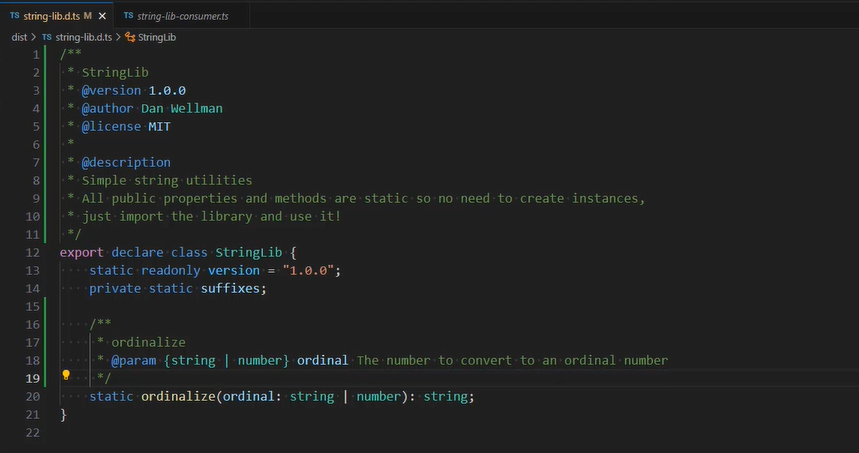 TS string-lib.d.ts M × TS string-lib-consumer.ts
dist > TS string-lib.d.ts > StringLib
1 /**
2  * StringLib
3  * @version 1.0.0
4  * @author Dan Wellman
5  * @license MIT
6  *
7  * @description
8  * Simple string utilities
9  * All public properties and methods are static so no need to create instances,
10  * just import the library and use it!
11  */
12 export declare class StringLib {
13     static readonly version = "1.0.0";
14     private static suffixes;
15
16     /**
17      * ordinalize
18      * @param {string | number} ordinal The number to convert to an ordinal number
19      */
20     static ordinalize(ordinal: string | number): string;
21 }
22